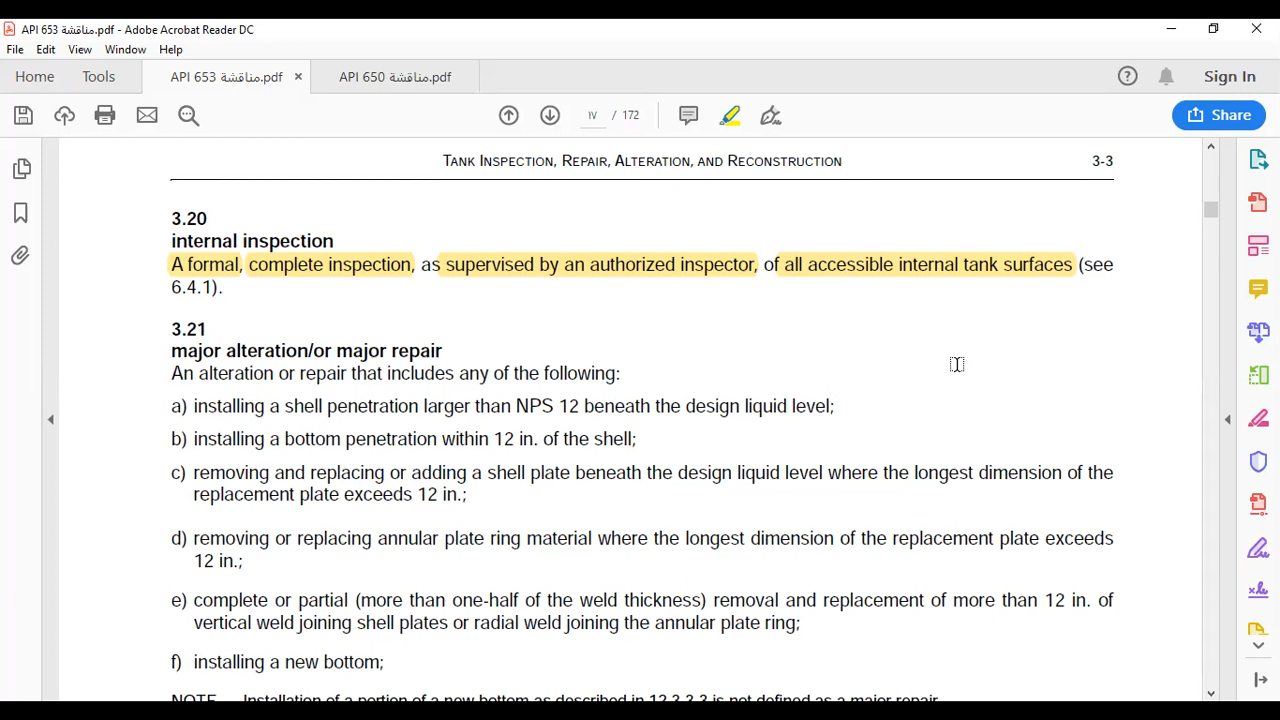 API 653 مناقشة.pdf - Adobe Acrobat Reader DC
File Edit View Window Help
Home Tools API 653 مناقشة.pdf × API 650 مناقشة.pdf Sign In
١٧ / 172 Share
TANK INSPECTION, REPAIR, ALTERATION, AND RECONSTRUCTION 3-3
3.20
internal inspection
A formal, complete inspection, as supervised by an authorized inspector, of all accessible internal tank surfaces (see
6.4.1).
3.21
major alteration/or major repair
An alteration or repair that includes any of the following:
a) installing a shell penetration larger than NPS 12 beneath the design liquid level;
b) installing a bottom penetration within 12 in. of the shell;
c) removing and replacing or adding a shell plate beneath the design liquid level where the longest dimension of the
replacement plate exceeds 12 in.;
d) removing or replacing annular plate ring material where the longest dimension of the replacement plate exceeds
12 in.;
e) complete or partial (more than one-half of the weld thickness) removal and replacement of more than 12 in. of
vertical weld joining shell plates or radial weld joining the annular plate ring;
f) installing a new bottom;
NOTE Installation of a portion of a new bottom as described in 12.3.3.3 is not defined as a major repair.